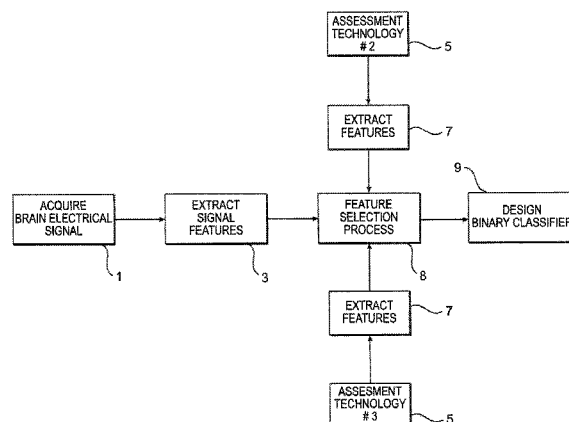 ASSESSMENT
TECHNOLOGY
#2
5
EXTRACT
FEATURES
7
9
ACQUIRE
BRAIN ELECTRICAL
SIGNAL
EXTRACT
SIGNAL
FEATURES
FEATURE
SELECTION
PROCESS
DESIGN
BINARY CLASSIFIER
1
3
8
EXTRACT
FEATURES
7
ASSESMENT
TECHNOLOGY
#3
5